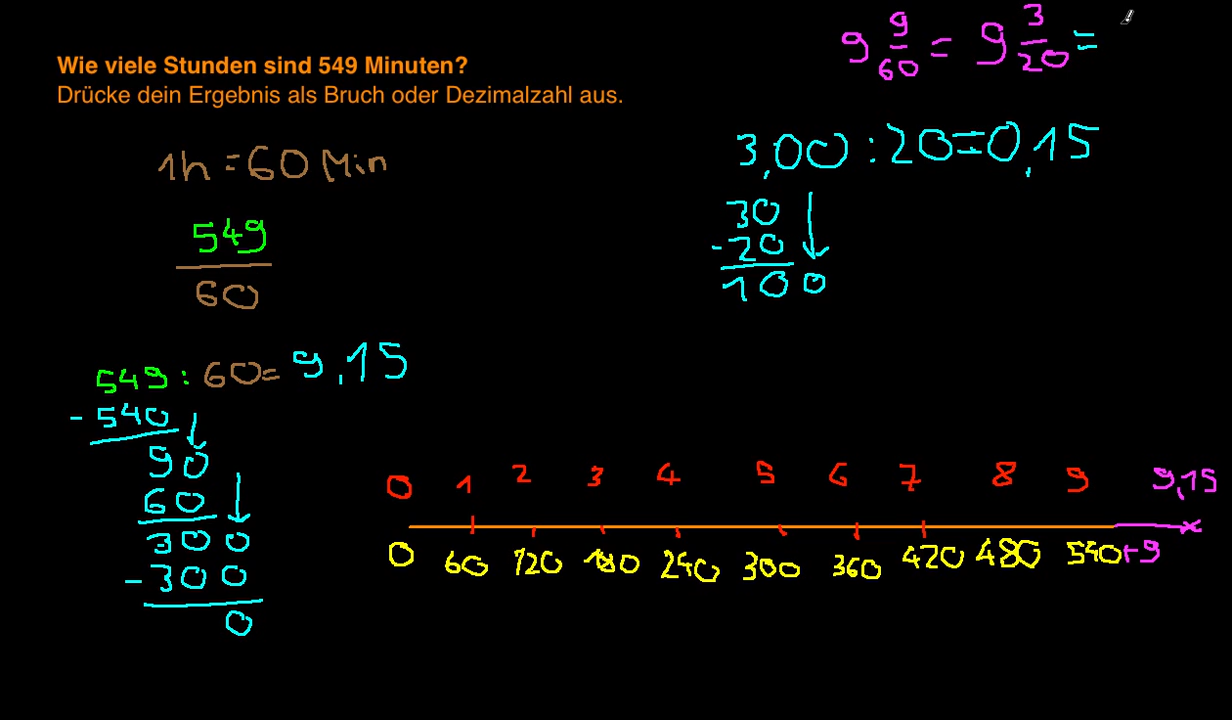 Wie viele Stunden sind 549 Minuten?
Drücke dein Ergebnis als Bruch oder Dezimalzahl aus.
1h = 60 Min
549
60
549 : 60 = 9,15
- 540
90
60
300
- 300
0
9 9/60 = 9 3/20 =
3,00 : 20 = 0,15
30
- 20
100
0 1 2 3 4 5 6 7 8 9 9,15
0 60 120 180 240 300 360 420 480 540 +9